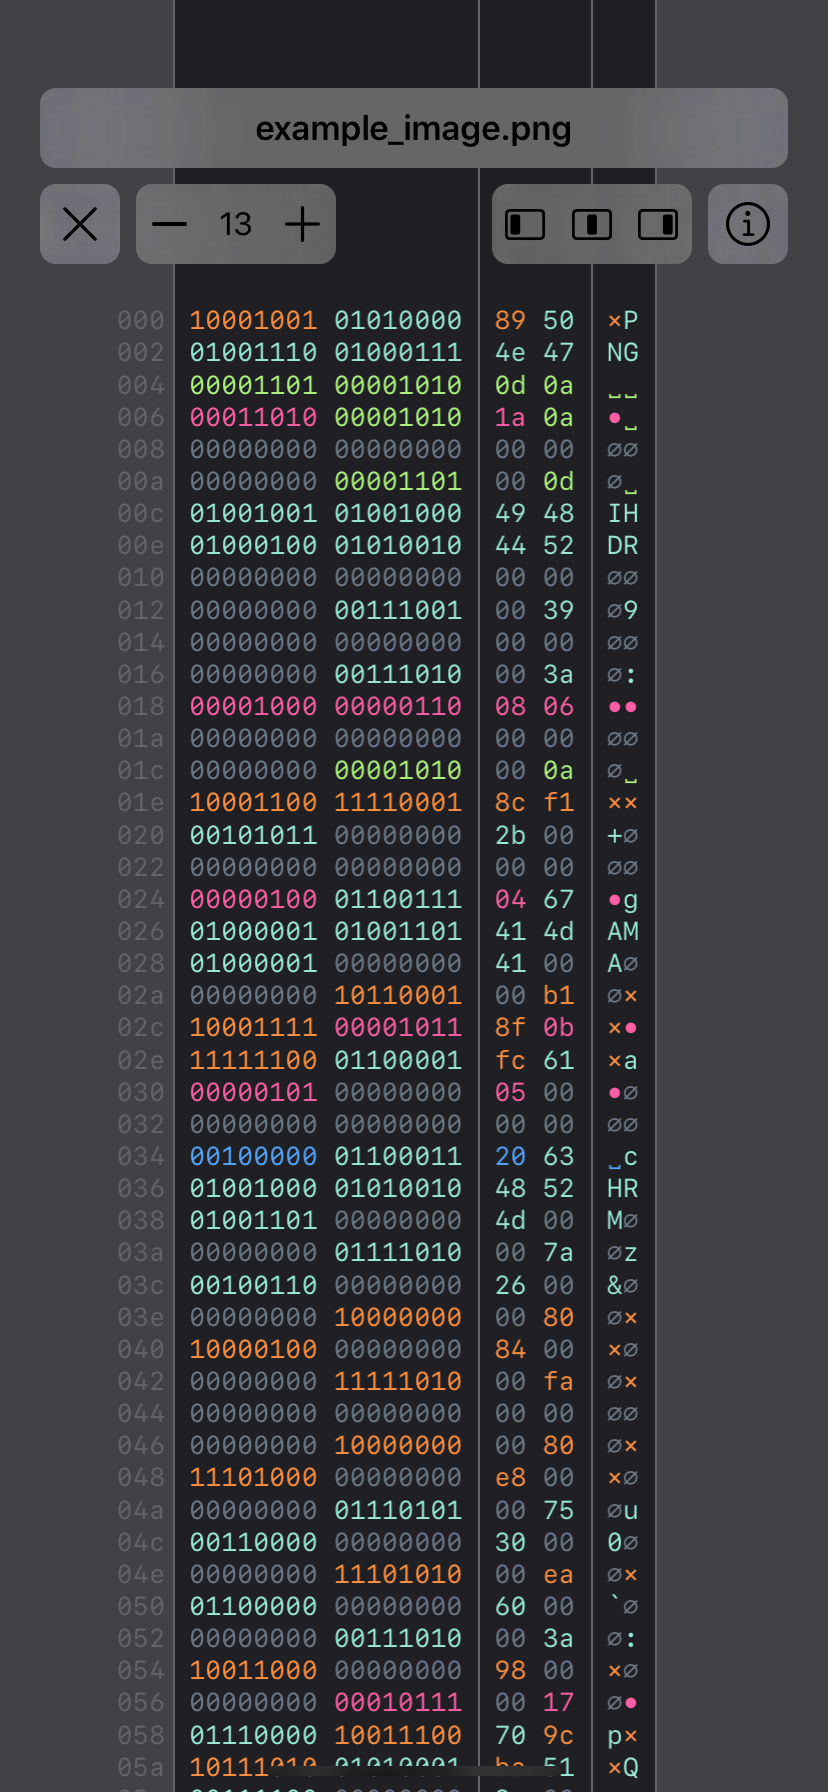 example_image.png
13
000 10001001 01010000 89 50 ×P
002 01001110 01000111 4e 47 NG
004 00001101 00001010 0d 0a ␣␣
006 00011010 00001010 1a 0a •␣
008 00000000 00000000 00 00 ∅∅
00a 00000000 00001101 00 0d ∅␣
00c 01001001 01001000 49 48 IH
00e 01000100 01010010 44 52 DR
010 00000000 00000000 00 00 ∅∅
012 00000000 00111001 00 39 ∅9
014 00000000 00000000 00 00 ∅∅
016 00000000 00111010 00 3a ∅:
018 00001000 00000110 08 06 ••
01a 00000000 00000000 00 00 ∅∅
01c 00000000 00001010 00 0a ∅␣
01e 10001100 11110001 8c f1 ××
020 00101011 00000000 2b 00 +∅
022 00000000 00000000 00 00 ∅∅
024 00000100 01100111 04 67 •g
026 01000001 01001101 41 4d AM
028 01000001 00000000 41 00 A∅
02a 00000000 10110001 00 b1 ∅×
02c 10001111 00001011 8f 0b ו
02e 11111100 01100001 fc 61 ×a
030 00000101 00000000 05 00 •∅
032 00000000 00000000 00 00 ∅∅
034 00100000 01100011 20 63 ␣c
036 01001000 01010010 48 52 HR
038 01001101 00000000 4d 00 M∅
03a 00000000 01111010 00 7a ∅z
03c 00100110 00000000 26 00 &∅
03e 00000000 10000000 00 80 ∅×
040 10000100 00000000 84 00 ×∅
042 00000000 11111010 00 fa ∅×
044 00000000 00000000 00 00 ∅∅
046 00000000 10000000 00 80 ∅×
048 11101000 00000000 e8 00 ×∅
04a 00000000 01110101 00 75 ∅u
04c 00110000 00000000 30 00 0∅
04e 00000000 11101010 00 ea ∅×
050 01100000 00000000 60 00 `∅
052 00000000 00111010 00 3a ∅:
054 10011000 00000000 98 00 ×∅
056 00000000 00010111 00 17 ∅•
058 01110000 10011100 70 9c p×
05a 10111010 01010001 ba 51 ×Q